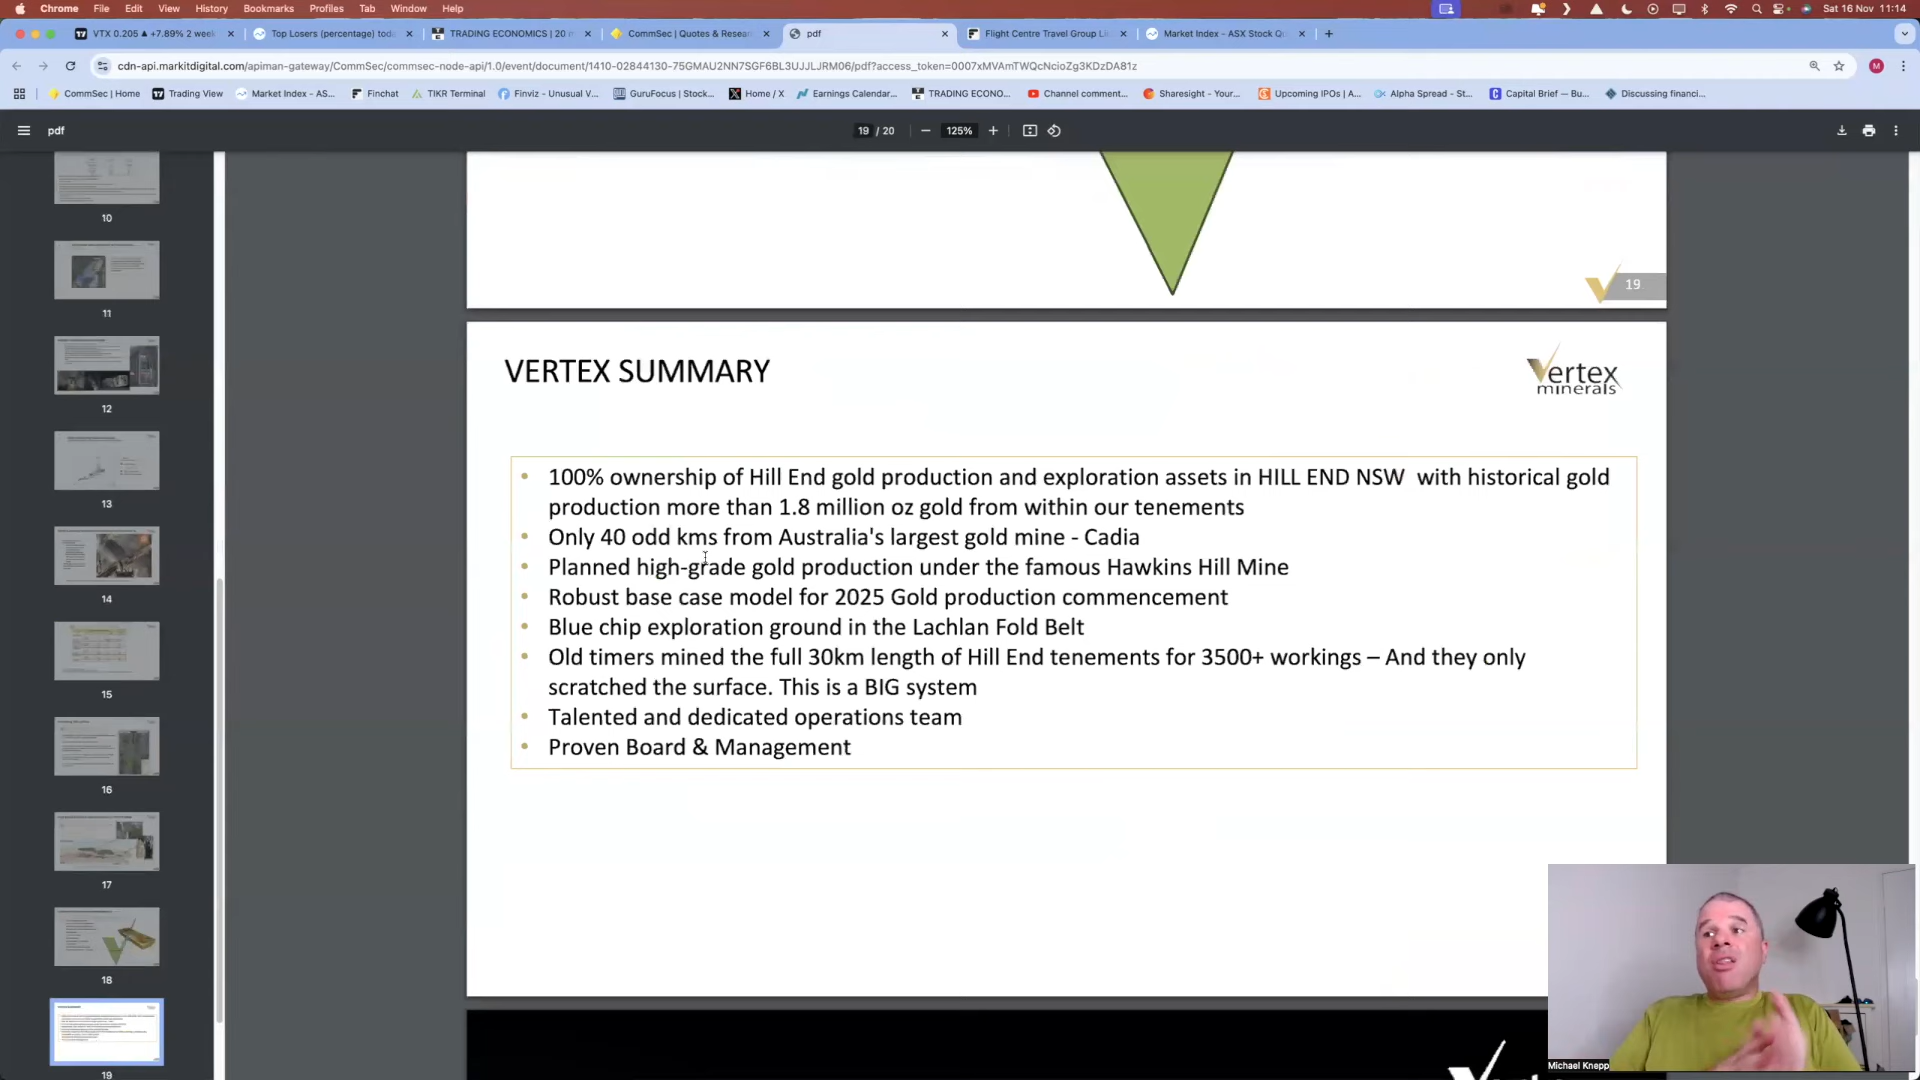 Chrome File Edit View History Bookmarks Profiles Tab Window Help Sat 16 Nov 11:14
VTX 0.205 ▲ +7.89% 2 week
Top Losers (percentage) toda
TRADING ECONOMICS | 20 m
CommSec | Quotes & Resear
pdf
Flight Centre Travel Group Li
Market Index - ASX Stock Q
cdn-api.markitdigital.com/apiman-gateway/CommSec/commsec-node-api/1.0/event/document/1410-02844130-75GMAU2NN7SGF6BL3UJJLJRM06/pdf?access_token=0007xMVAmTWQcNcioZg3KDzDA81z
M
CommSec | Home
Trading View
Market Index - AS...
Finchat
TIKR Terminal
Finviz - Unusual V...
GuruFocus | Stock...
Home / X
Earnings Calendar...
TRADING ECONO...
Channel comment...
Sharesight - Your...
Upcoming IPOs | A...
Alpha Spread - St...
Capital Brief — Bu...
Discussing financi...
pdf
19 / 20
125%
10
11
12
13
14
15
16
17
18
19
19
VERTEX SUMMARY
Vertex
minerals
• 100% ownership of Hill End gold production and exploration assets in HILL END NSW with historical gold
production more than 1.8 million oz gold from within our tenements
• Only 40 odd kms from Australia's largest gold mine - Cadia
• Planned high-grade gold production under the famous Hawkins Hill Mine
• Robust base case model for 2025 Gold production commencement
• Blue chip exploration ground in the Lachlan Fold Belt
• Old timers mined the full 30km length of Hill End tenements for 3500+ workings – And they only
scratched the surface. This is a BIG system
• Talented and dedicated operations team
• Proven Board & Management
Michael Knepp